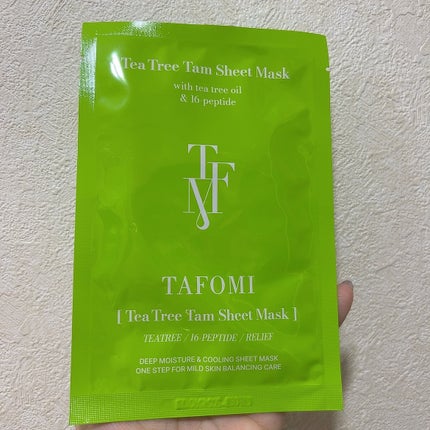 Tea Tree Tam Sheet Mask
with tea tree oil
& 16 peptide
TFMJ
TAFOMI
[ Tea Tree Tam Sheet Mask ]
TEATREE / 16-PEPTIDE / RELIEF
DEEP MOISTURE & COOLING SHEET MASK
ONE STEP FOR MILD SKIN BALANCING CARE